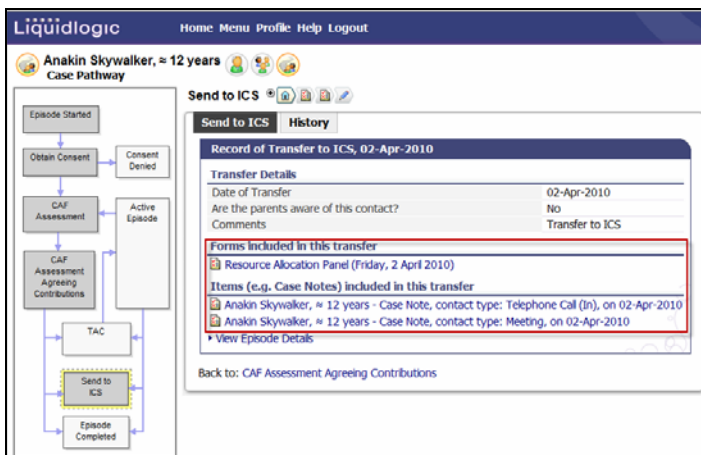 Liquidlogic
Home Menu Profile Help Logout
Anakin Skywalker, ≈ 12 years
Case Pathway
Episode Started
Obtain Consent
Consent
Denied
CAF
Assessment
Active
Episode
CAF
Assessment
Agreeing
Contributions
TAC
Send to
ICS
Episode
Completed
Send to ICS
Send to ICS History
Record of Transfer to ICS, 02-Apr-2010
Transfer Details
Date of Transfer 02-Apr-2010
Are the parents aware of this contact? No
Comments Transfer to ICS
Forms included in this transfer
Resource Allocation Panel (Friday, 2 April 2010)
Items (e.g. Case Notes) included in this transfer
Anakin Skywalker, ≈ 12 years - Case Note, contact type: Telephone Call (In), on 02-Apr-2010
Anakin Skywalker, ≈ 12 years - Case Note, contact type: Meeting, on 02-Apr-2010
View Episode Details
Back to: CAF Assessment Agreeing Contributions